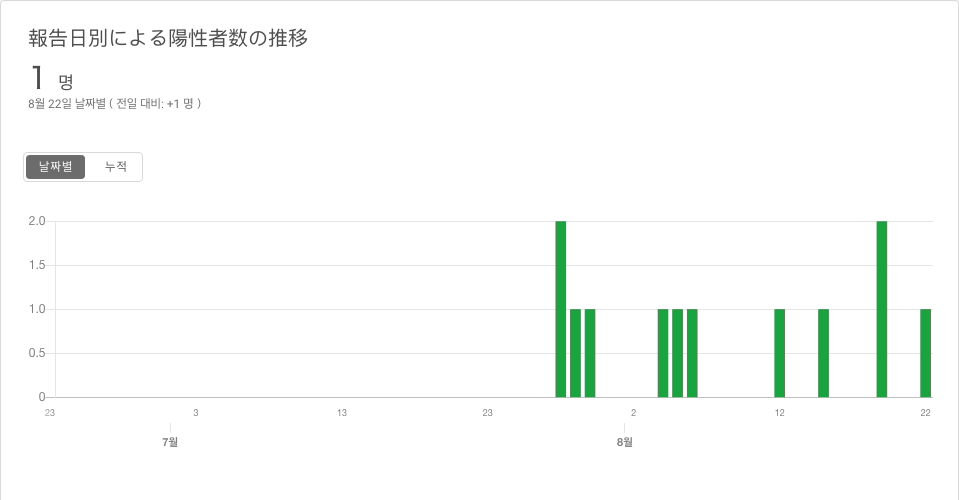 報告日別による陽性者数の推移
1 명
8월 22일 날짜별 ( 전일 대비: +1 명 )
날짜별 누적
2.0
1.5
1.0
0.5
0
23 3 13 23 2 12 22
7월 8월